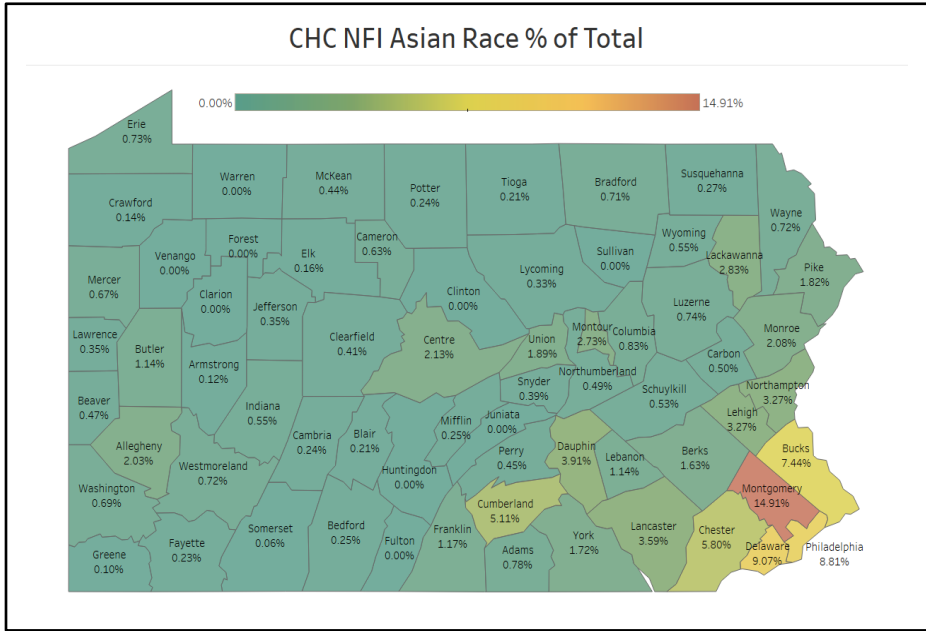 CHC NFI Asian Race % of Total
0.00%
14.91%
Erie
0.73%
Warren
0.00%
McKean
0.44%
Potter
0.24%
Tioga
0.21%
Bradford
0.71%
Susquehanna
0.27%
Crawford
0.14%
Wayne
0.72%
Forest
0.00%
Cameron
0.63%
Wyoming
0.55%
Sullivan
0.00%
Lackawanna
2.83%
Venango
0.00%
Elk
0.16%
Lycoming
0.33%
Pike
1.82%
Mercer
0.67%
Clarion
0.00%
Jefferson
0.35%
Clinton
0.00%
Luzerne
0.74%
Lawrence
0.35%
Butler
1.14%
Clearfield
0.41%
Centre
2.13%
Union
1.89%
Montour
2.73%
Columbia
0.83%
Monroe
2.08%
Armstrong
0.12%
Carbon
0.50%
Snyder
0.39%
Northumberland
0.49%
Northampton
3.27%
Beaver
0.47%
Indiana
0.55%
Schuylkill
0.53%
Lehigh
3.27%
Mifflin
0.25%
Juniata
0.00%
Cambria
0.24%
Blair
0.21%
Allegheny
2.03%
Dauphin
3.91%
Perry
0.45%
Lebanon
1.14%
Berks
1.63%
Bucks
7.44%
Westmoreland
0.72%
Huntingdon
0.00%
Washington
0.69%
Montgomery
14.91%
Cumberland
5.11%
Greene
0.10%
Fayette
0.23%
Somerset
0.06%
Bedford
0.25%
Fulton
0.00%
Franklin
1.17%
Adams
0.78%
York
1.72%
Lancaster
3.59%
Chester
5.80%
Delaware
9.07%
Philadelphia
8.81%